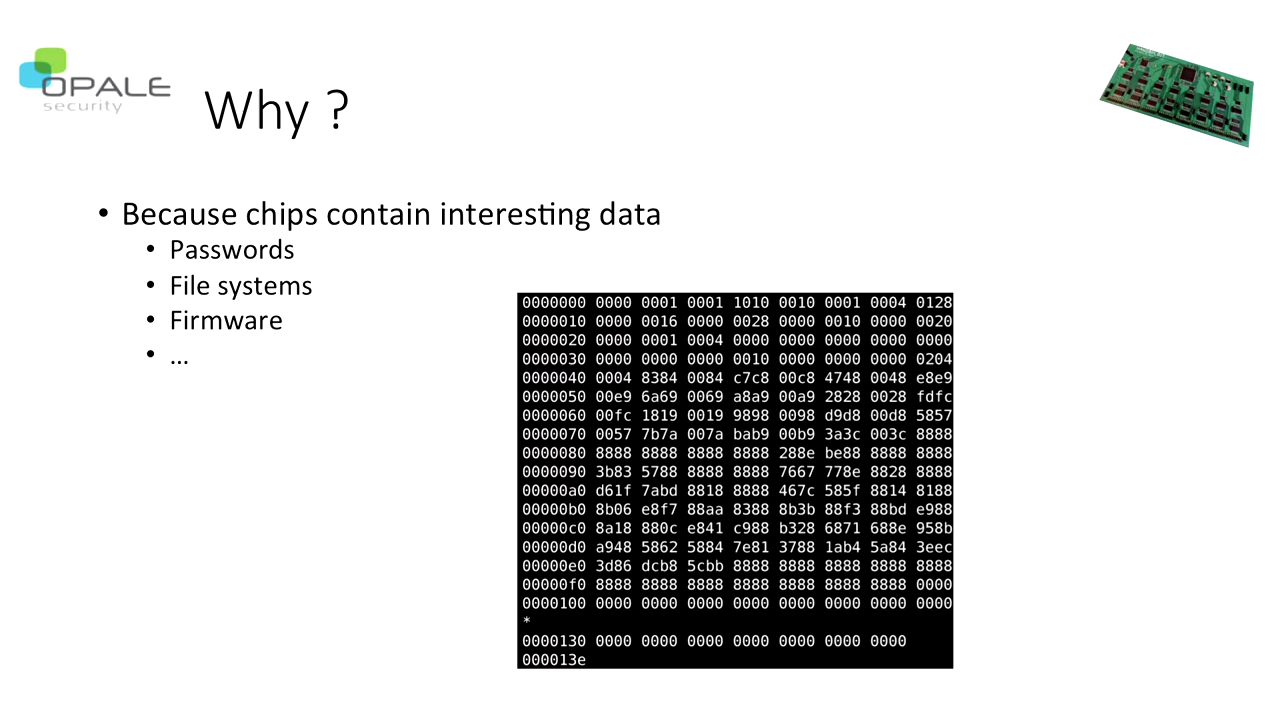 OPALE
security
Why ?
• Because chips contain interesting data
• Passwords
• File systems
• Firmware
• ...
0000000 0000 0001 0001 1010 0010 0001 0004 0128
0000010 0000 0016 0000 0028 0000 0010 0000 0020
0000020 0000 0001 0004 0000 0000 0000 0000 0000
0000030 0000 0000 0000 0010 0000 0000 0000 0204
0000040 0004 8384 0084 c7c8 00c8 4748 0048 e8e9
0000050 00e9 6a69 0069 a8a9 00a9 2828 0028 fdfc
0000060 00fc 1819 0019 9898 0098 d9d8 00d8 5857
0000070 0057 7b7a 007a bab9 00b9 3a3c 003c 8888
0000080 8888 8888 8888 8888 288e be88 8888 8888
0000090 3b83 5788 8888 8888 7667 778e 8828 8888
00000a0 d61f 7abd 8818 8888 467c 585f 8814 8188
00000b0 8b06 e8f7 88aa 8388 8b3b 88f3 88bd e988
00000c0 8a18 880c e841 c988 b328 6871 688e 958b
00000d0 a948 5862 5884 7e81 3788 1ab4 5a84 3eec
00000e0 3d86 dcb8 5cbb 8888 8888 8888 8888 8888
00000f0 8888 8888 8888 8888 8888 8888 8888 0000
0000100 0000 0000 0000 0000 0000 0000 0000 0000
*
0000130 0000 0000 0000 0000 0000 0000 0000
000013e